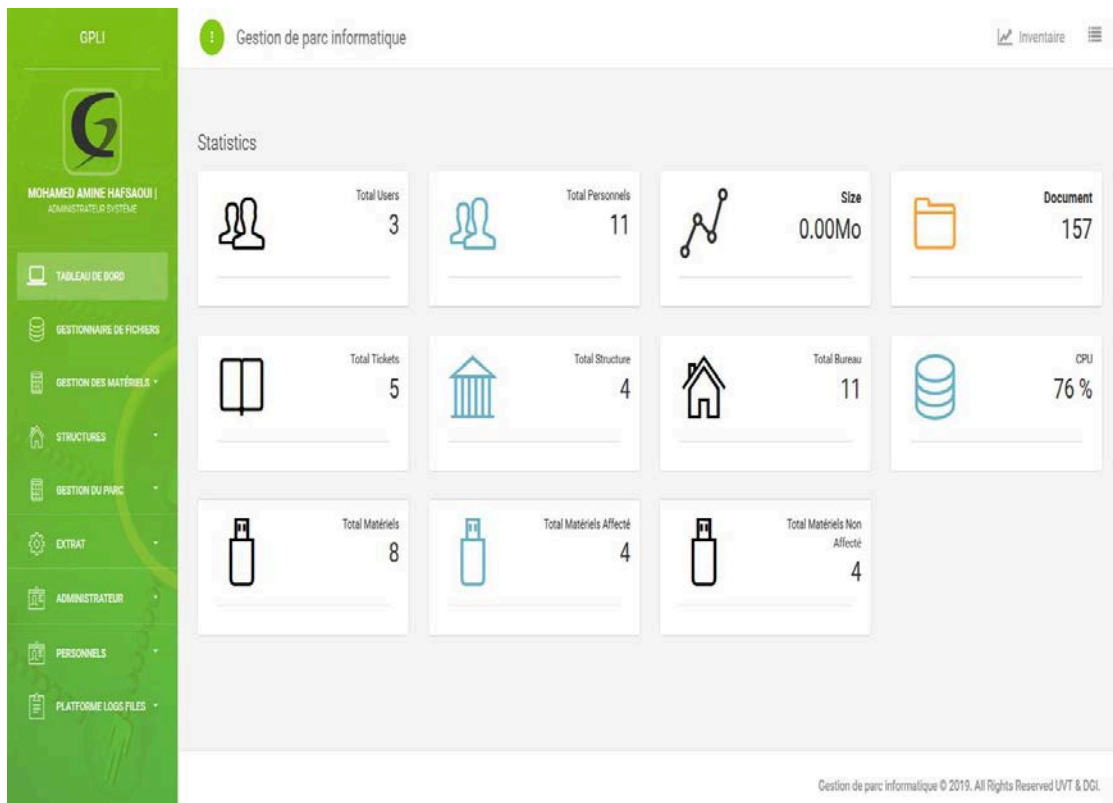 GPLI
MOHAMED AMINE HAFSAOUI |
ADMINISTRATEUR SYSTÈME
TABLEAU DE BORD
GESTIONNAIRE DE FICHIERS
GESTION DES MATÉRIELS
STRUCTURES
GESTION DU PARC
EXTRAT
ADMINISTRATEUR
PERSONNELS
PLATFORME LOGS FILES
Gestion de parc informatique
Inventaire
Statistics
Total Users
3
Total Personnels
11
Size
0.00Mo
Document
157
Total Tickets
5
Total Structure
4
Total Bureau
11
CPU
76 %
Total Matériels
8
Total Matériels Affecté
4
Total Matériels Non
Affecté
4
Gestion de parc informatique © 2019. All Rights Reserved UVT & DGI.